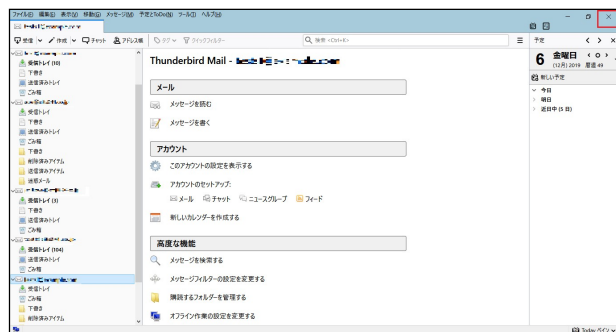 ファイル(F) 編集(E) 表示(V) 移動(G) メッセージ(M) 予定とToDo(N) ツール(T) ヘルプ(H)
受信 作成 チャット アドレス帳 タグ クイックフィルター 検索 <Ctrl+K>
予定
受信トレイ (10)
下書き
送信済みトレイ
ごみ箱
受信トレイ
下書き
送信済みトレイ
ごみ箱
下書き
削除済みアイテム
送信済みアイテム
迷惑メール
受信トレイ (3)
下書き
送信済みトレイ
ごみ箱
受信トレイ (104)
送信済みトレイ
ごみ箱
受信トレイ
ごみ箱
下書き
削除済みアイテム
Thunderbird Mail -
メール
メッセージを読む
メッセージを書く
アカウント
このアカウントの設定を表示する
アカウントのセットアップ:
メール チャット ニュースグループ フィード
新しいカレンダーを作成する
高度な機能
メッセージを検索する
メッセージフィルターの設定を変更する
購読するフォルダーを管理する
オフライン作業の設定を変更する
6 金曜日
(12月) 2019 暦週 49
新しい予定
今日
明日
近日中 (5 日)
Today ペイン